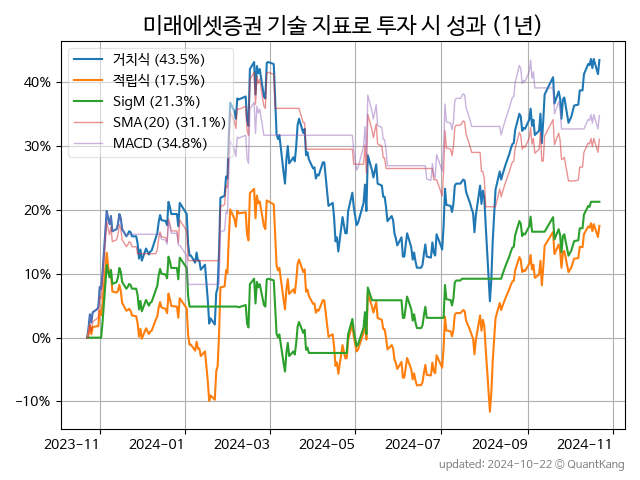 미래에셋증권 기술 지표로 투자 시 성과 (1년)
거치식 (43.5%)
적립식 (17.5%)
SigM (21.3%)
SMA(20) (31.1%)
MACD (34.8%)
40%
30%
20%
10%
0%
−10%
2023-11 2024-01 2024-03 2024-05 2024-07 2024-09 2024-11
updated: 2024-10-22 © QuantKang